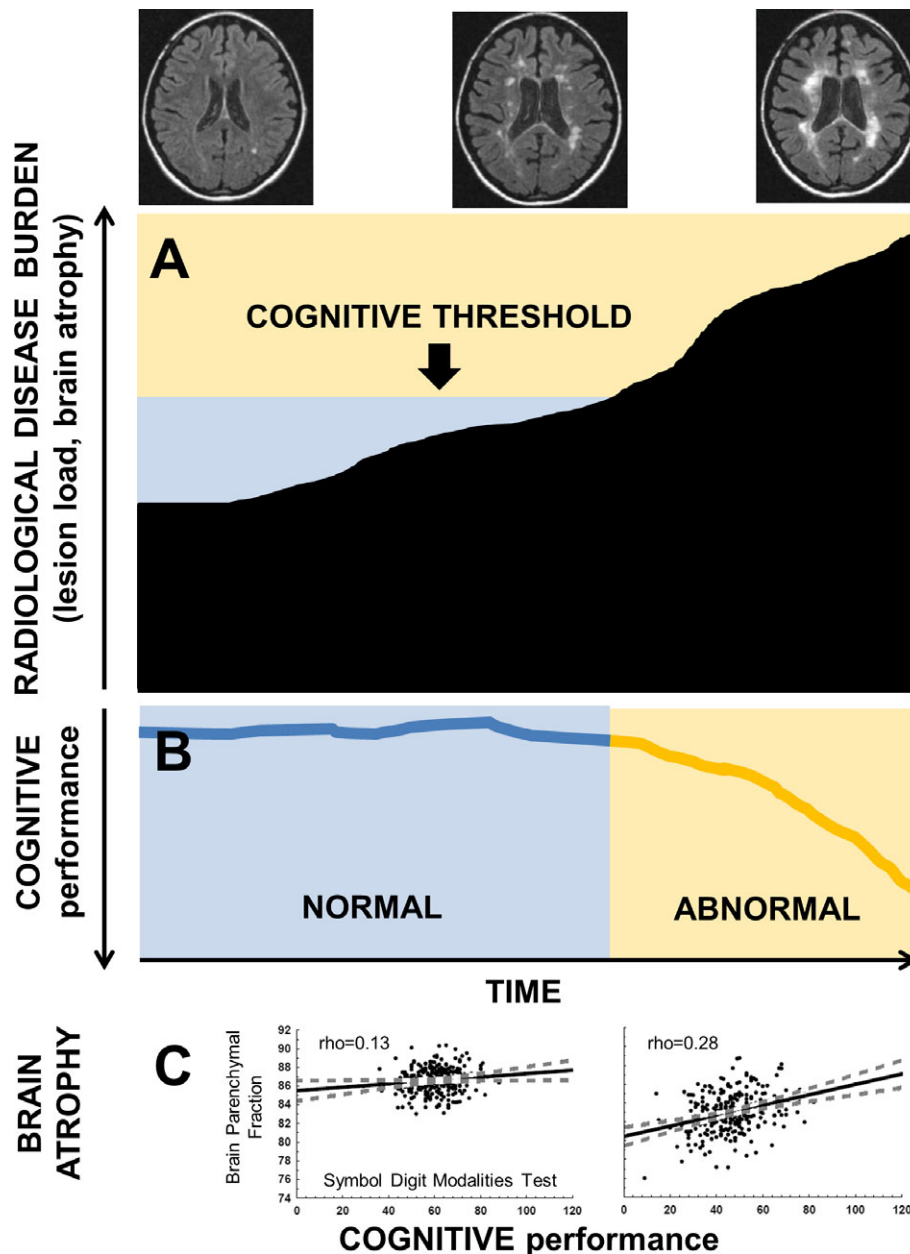 RADIOLOGICAL DISEASE BURDEN
(lesion load, brain atrophy)
A
COGNITIVE THRESHOLD
COGNITIVE
performance
B
NORMAL
ABNORMAL
TIME
BRAIN
ATROPHY
C
Brain Parenchymal
Fraction
92
90
88
86
84
82
80
78
76
74
rho=0.13
Symbol Digit Modalities Test
0 20 40 60 80 100 120
rho=0.28
0 20 40 60 80 100 120
COGNITIVE performance